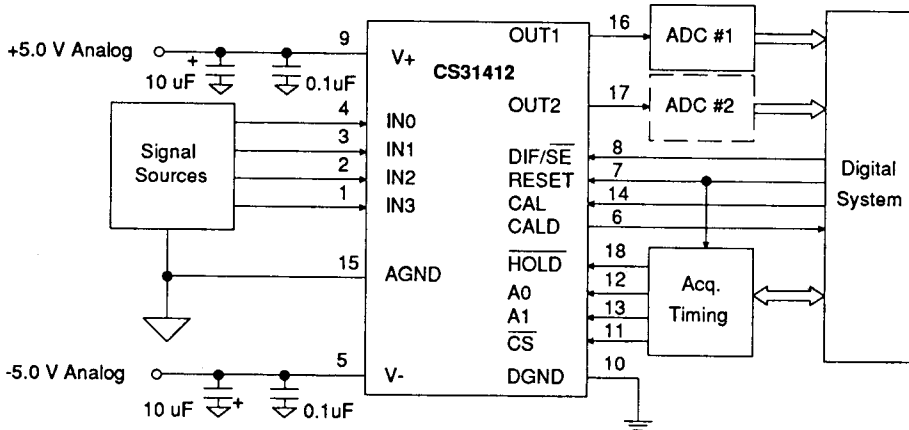 +5.0 V Analog
+
10 uF
0.1uF
9
V+
CS31412
OUT1
16
ADC #1
OUT2
17
ADC #2
Signal
Sources
4
IN0
3
IN1
2
IN2
1
IN3
DIF/SE
8
RESET
7
CAL
14
CALD
6
Digital
System
15
AGND
HOLD
18
A0
12
A1
13
CS
11
Acq.
Timing
-5.0 V Analog
10 uF
+
0.1uF
5
V-
DGND
10